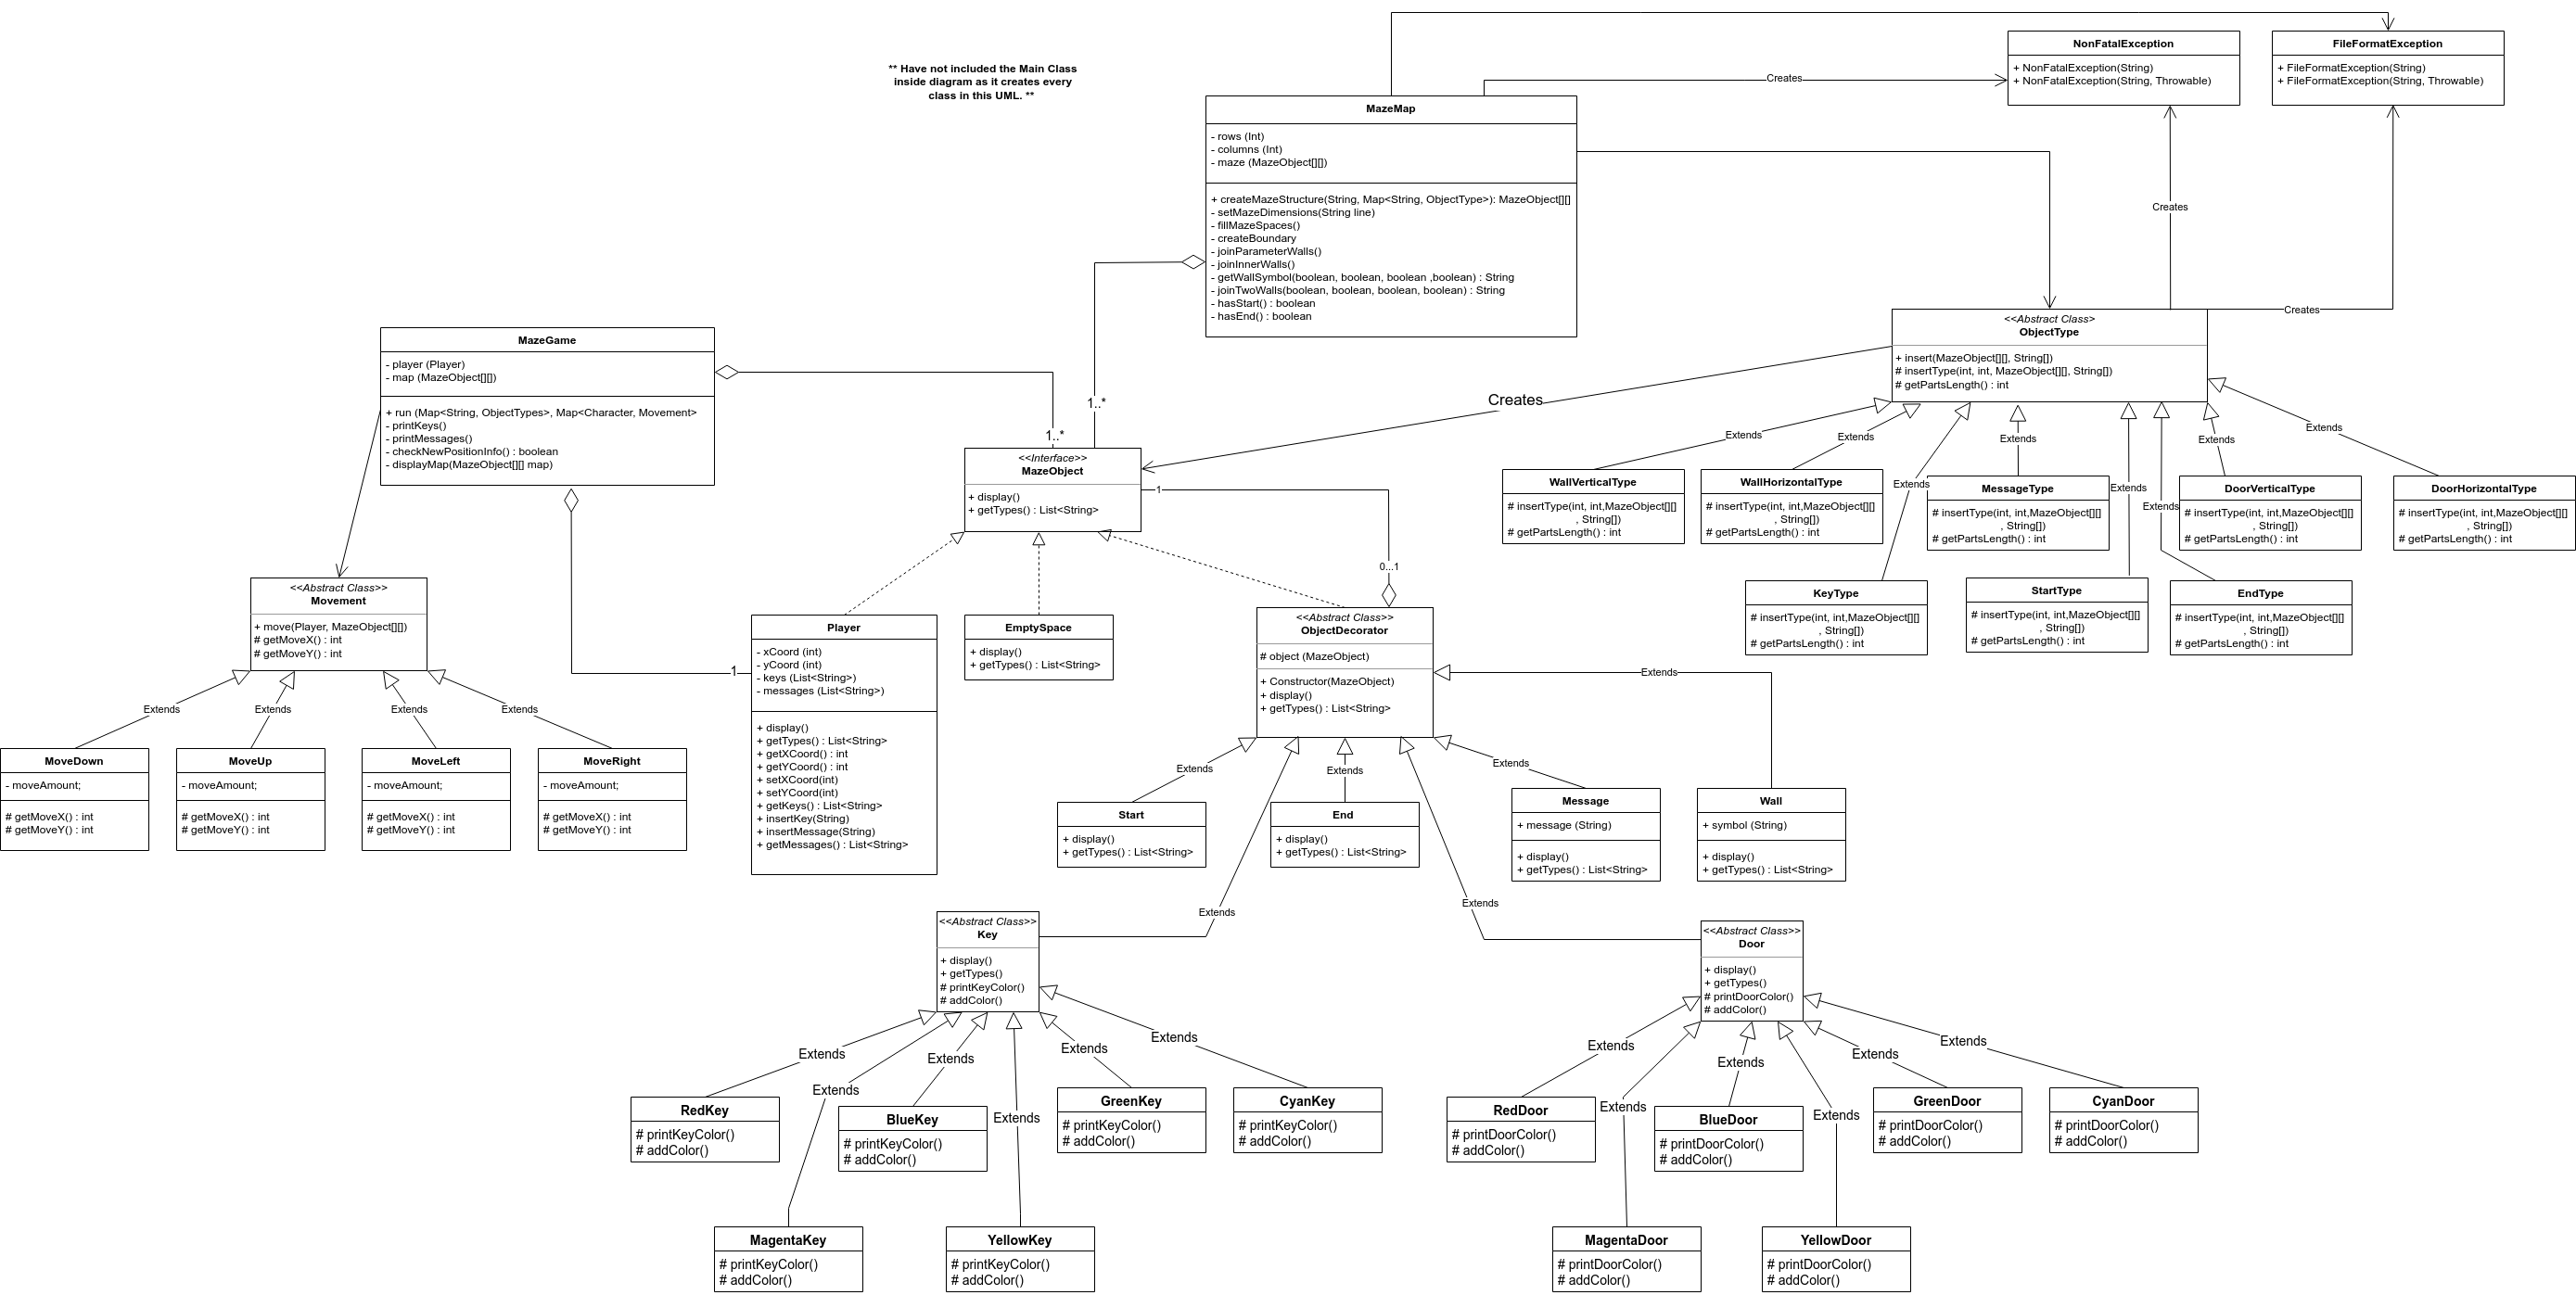 ** Have not included the Main Class
inside diagram as it creates every
class in this UML. **
NonFatalException
+ NonFatalException(String)
+ NonFatalException(String, Throwable)
FileFormatException
+ FileFormatException(String)
+ FileFormatException(String, Throwable)
Creates
MazeMap
- rows (Int)
- columns (Int)
- maze (MazeObject[][])
+ createMazeStructure(String, Map<String, ObjectType>): MazeObject[][]
- setMazeDimensions(String line)
- fillMazeSpaces()
- createBoundary
- joinParameterWalls()
- joinInnerWalls()
- getWallSymbol(boolean, boolean, boolean ,boolean) : String
- joinTwoWalls(boolean, boolean, boolean, boolean) : String
- hasStart() : boolean
- hasEnd() : boolean
Creates
Creates
<<Abstract Class>
ObjectType
+ insert(MazeObject[][], String[])
# insertType(int, int, MazeObject[][], String[])
# getPartsLength() : int
MazeGame
- player (Player)
- map (MazeObject[][])
+ run (Map<String, ObjectTypes>, Map<Character, Movement>
- printKeys()
- printMessages()
- checkNewPositionInfo() : boolean
- displayMap(MazeObject[][] map)
Creates
1..*
1..*
<<Interface>>
MazeObject
+ display()
+ getTypes() : List<String>
1
0...1
Extends
Extends
Extends
Extends
Extends
Extends
Extends
Extends
WallVerticalType
# insertType(int, int,MazeObject[][]
, String[])
# getPartsLength() : int
WallHorizontalType
# insertType(int, int,MazeObject[][]
, String[])
# getPartsLength() : int
MessageType
# insertType(int, int,MazeObject[][]
, String[])
# getPartsLength() : int
DoorVerticalType
# insertType(int, int,MazeObject[][]
, String[])
# getPartsLength() : int
DoorHorizontalType
# insertType(int, int,MazeObject[][]
, String[])
# getPartsLength() : int
KeyType
# insertType(int, int,MazeObject[][]
, String[])
# getPartsLength() : int
StartType
# insertType(int, int,MazeObject[][]
, String[])
# getPartsLength() : int
EndType
# insertType(int, int,MazeObject[][]
, String[])
# getPartsLength() : int
<<Abstract Class>>
Movement
+ move(Player, MazeObject[][])
# getMoveX() : int
# getMoveY() : int
1
Player
- xCoord (int)
- yCoord (int)
- keys (List<String>)
- messages (List<String>)
+ display()
+ getTypes() : List<String>
+ getXCoord() : int
+ getYCoord() : int
+ setXCoord(int)
+ setYCoord(int)
+ getKeys() : List<String>
+ insertKey(String)
+ insertMessage(String)
+ getMessages() : List<String>
EmptySpace
+ display()
+ getTypes() : List<String>
<<Abstract Class>>
ObjectDecorator
# object (MazeObject)
+ Constructor(MazeObject)
+ display()
+ getTypes() : List<String>
Extends
Extends
Extends
Extends
Extends
MoveDown
- moveAmount;
# getMoveX() : int
# getMoveY() : int
MoveUp
- moveAmount;
# getMoveX() : int
# getMoveY() : int
MoveLeft
- moveAmount;
# getMoveX() : int
# getMoveY() : int
MoveRight
- moveAmount;
# getMoveX() : int
# getMoveY() : int
Extends
Extends
Extends
Start
+ display()
+ getTypes() : List<String>
End
+ display()
+ getTypes() : List<String>
Message
+ message (String)
+ display()
+ getTypes() : List<String>
Wall
+ symbol (String)
+ display()
+ getTypes() : List<String>
Extends
Extends
<<Abstract Class>>
Key
+ display()
+ getTypes()
# printKeyColor()
# addColor()
<<Abstract Class>>
Door
+ display()
+ getTypes()
# printDoorColor()
# addColor()
Extends
Extends
Extends
Extends
Extends
Extends
RedKey
# printKeyColor()
# addColor()
BlueKey
# printKeyColor()
# addColor()
GreenKey
# printKeyColor()
# addColor()
CyanKey
# printKeyColor()
# addColor()
MagentaKey
# printKeyColor()
# addColor()
YellowKey
# printKeyColor()
# addColor()
Extends
Extends
Extends
Extends
Extends
Extends
RedDoor
# printDoorColor()
# addColor()
BlueDoor
# printDoorColor()
# addColor()
GreenDoor
# printDoorColor()
# addColor()
CyanDoor
# printDoorColor()
# addColor()
MagentaDoor
# printDoorColor()
# addColor()
YellowDoor
# printDoorColor()
# addColor()